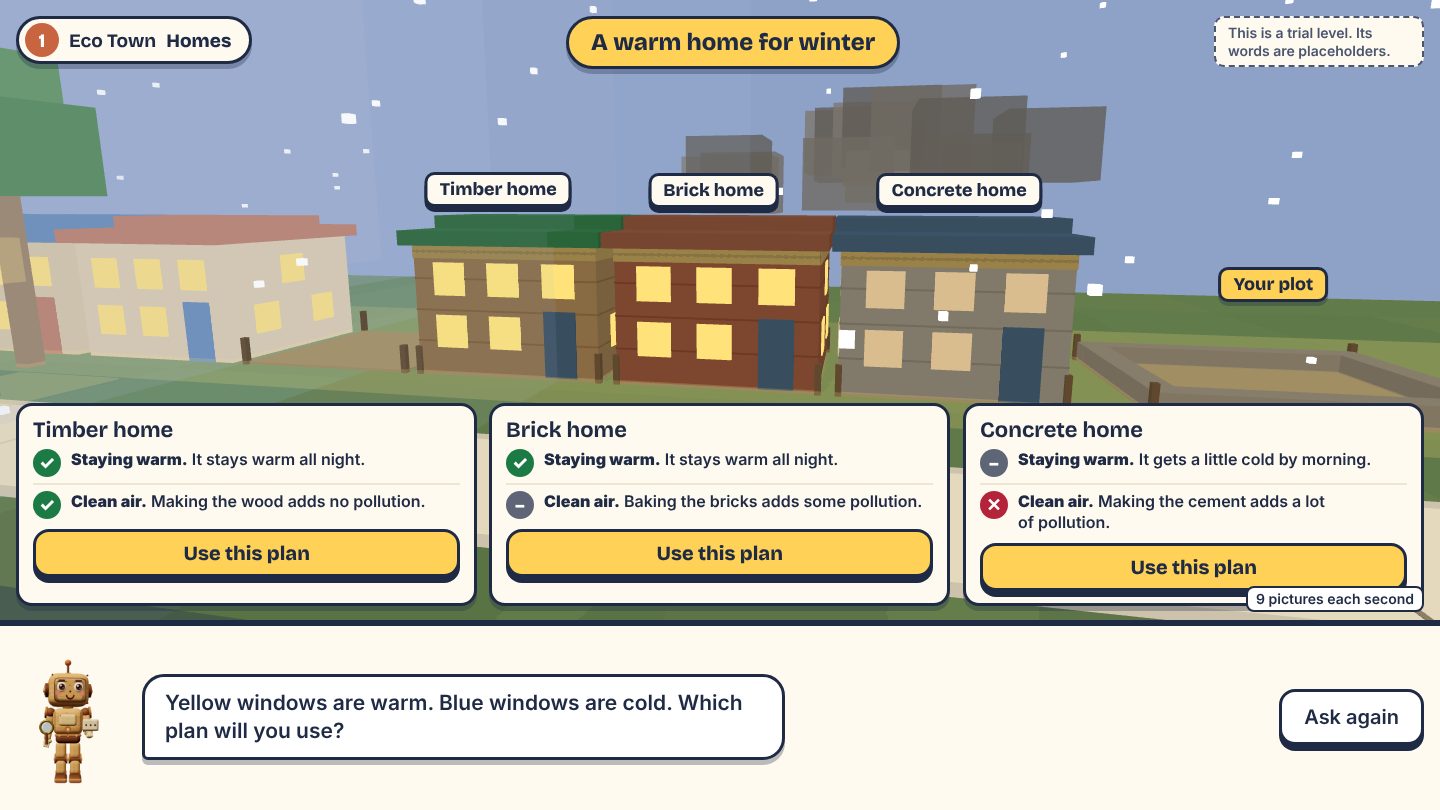 1 Eco Town Homes
A warm home for winter
This is a trial level. Its
words are placeholders.
Timber home
Brick home
Concrete home
Your plot
Timber home
Staying warm. It stays warm all night.
Clean air. Making the wood adds no pollution.
Use this plan
Brick home
Staying warm. It stays warm all night.
Clean air. Baking the bricks adds some pollution.
Use this plan
Concrete home
Staying warm. It gets a little cold by morning.
Clean air. Making the cement adds a lot
of pollution.
Use this plan
9 pictures each second
Yellow windows are warm. Blue windows are cold. Which
plan will you use?
Ask again